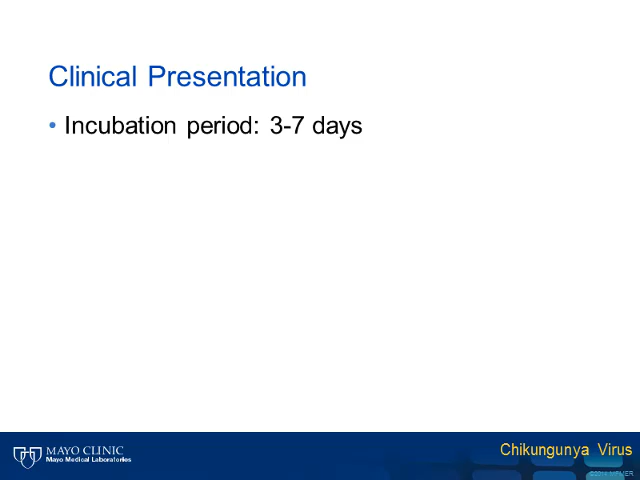 Clinical Presentation
• Incubation period: 3-7 days
MAYO CLINIC
Mayo Medical Laboratories
Chikungunya Virus